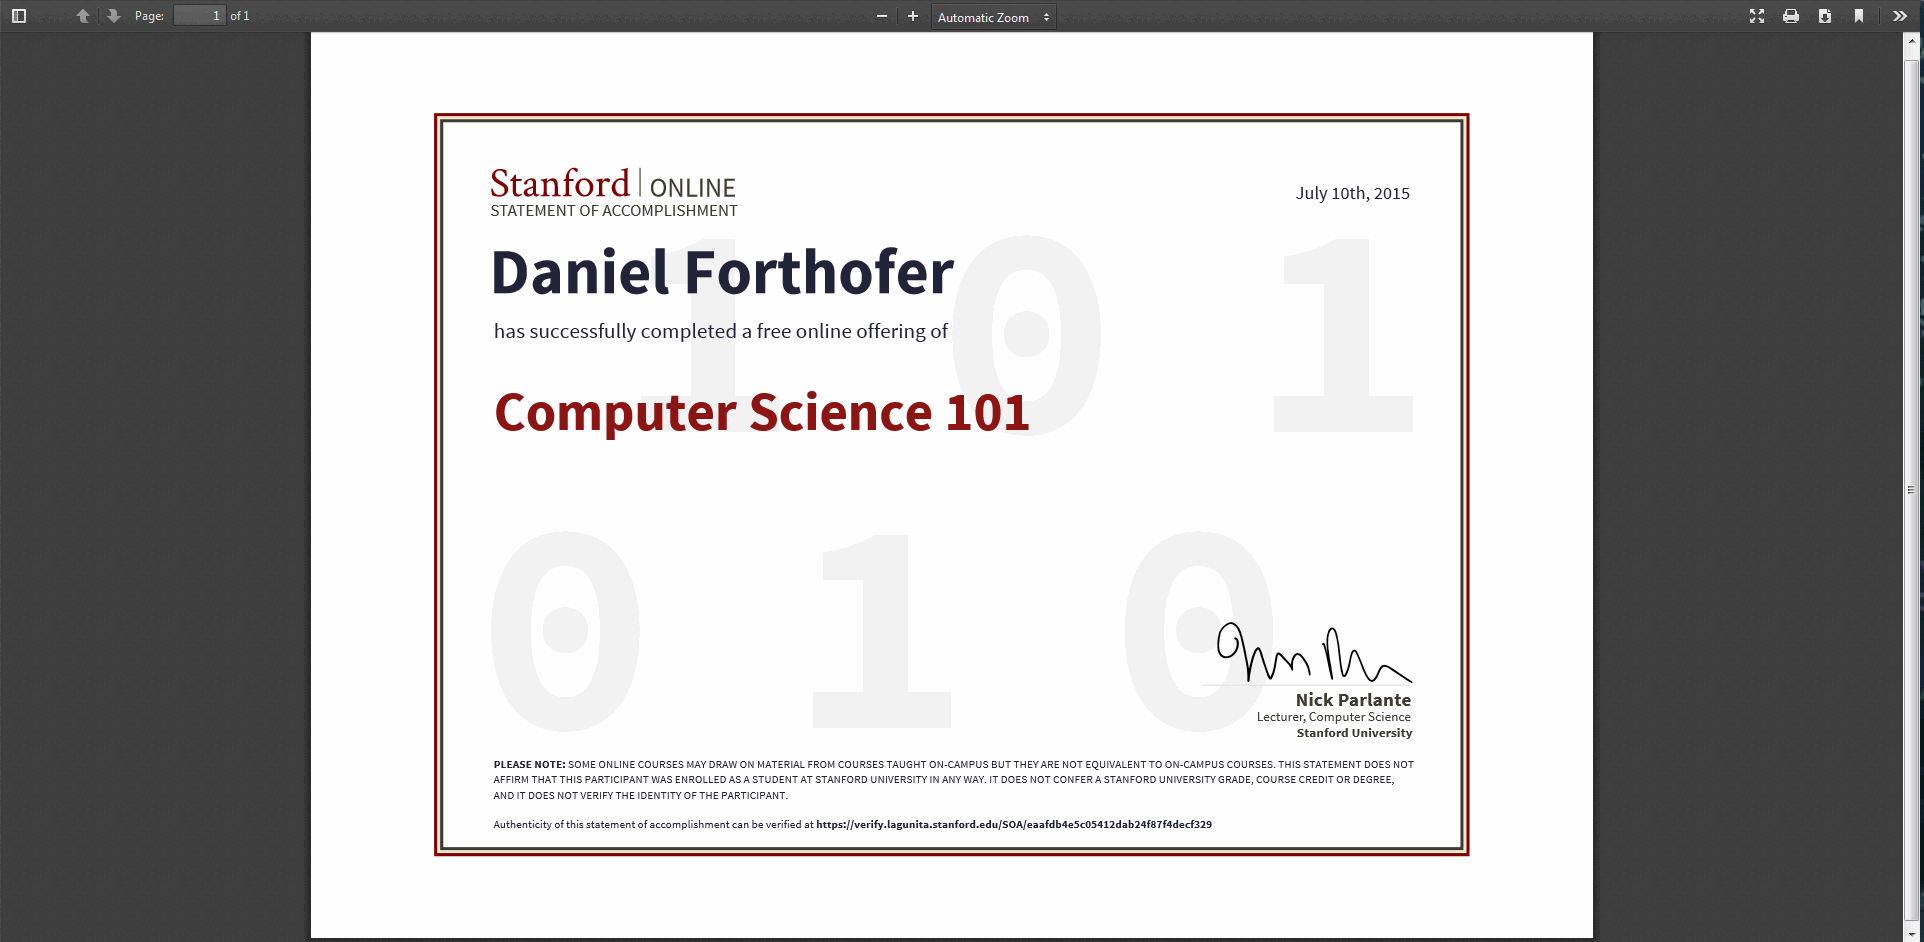 Page: 1 of 1 Automatic Zoom
Stanford | ONLINE
STATEMENT OF ACCOMPLISHMENT
July 10th, 2015
1 0 1
Daniel Forthofer
has successfully completed a free online offering of
Computer Science 101
0 1 0
Nick Parlante
Lecturer, Computer Science
Stanford University
PLEASE NOTE: SOME ONLINE COURSES MAY DRAW ON MATERIAL FROM COURSES TAUGHT ON-CAMPUS BUT THEY ARE NOT EQUIVALENT TO ON-CAMPUS COURSES. THIS STATEMENT DOES NOT
AFFIRM THAT THIS PARTICIPANT WAS ENROLLED AS A STUDENT AT STANFORD UNIVERSITY IN ANY WAY. IT DOES NOT CONFER A STANFORD UNIVERSITY GRADE, COURSE CREDIT OR DEGREE,
AND IT DOES NOT VERIFY THE IDENTITY OF THE PARTICIPANT.
Authenticity of this statement of accomplishment can be verified at https://verify.lagunita.stanford.edu/SOA/eaafdb4e5c05412dab24f87f4decf329